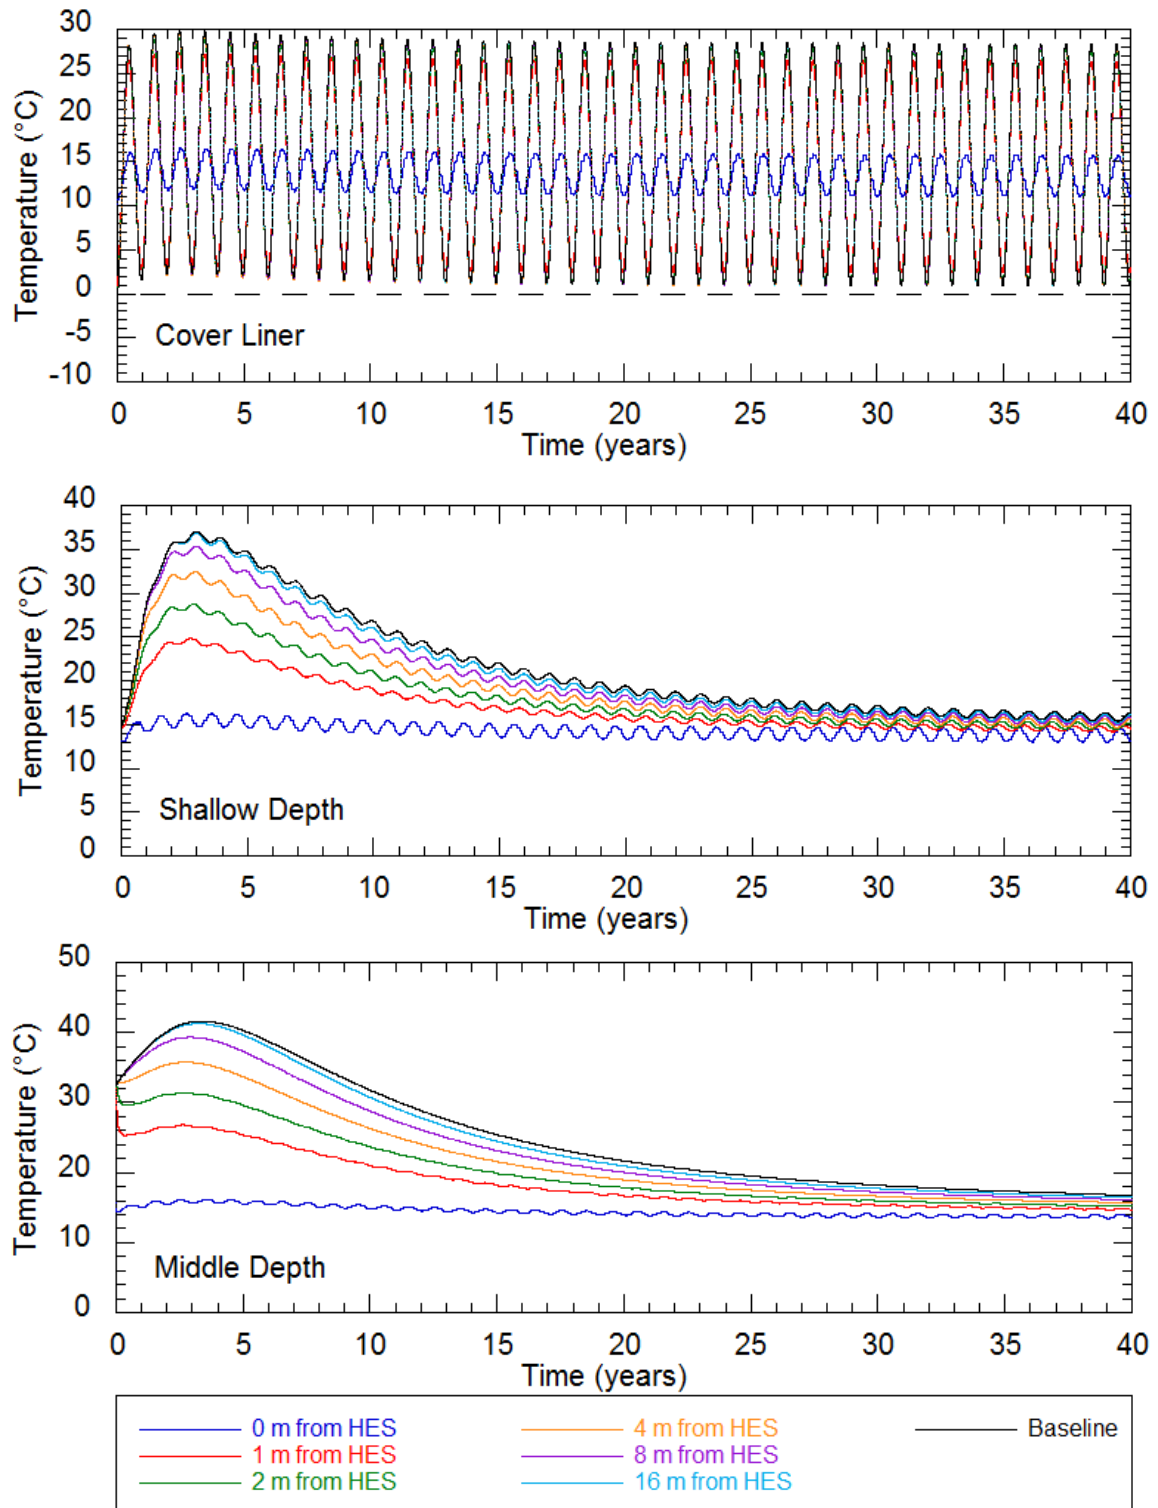 30
25
20
15
10
5
0
-5
-10
Temperature (°C)
Cover Liner
0 5 10 15 20 25 30 35 40
Time (years)
40
35
30
25
20
15
10
5
0
Temperature (°C)
Shallow Depth
0 5 10 15 20 25 30 35 40
Time (years)
50
40
30
20
10
0
Temperature (°C)
Middle Depth
0 5 10 15 20 25 30 35 40
Time (years)
0 m from HES 4 m from HES Baseline
1 m from HES 8 m from HES
2 m from HES 16 m from HES